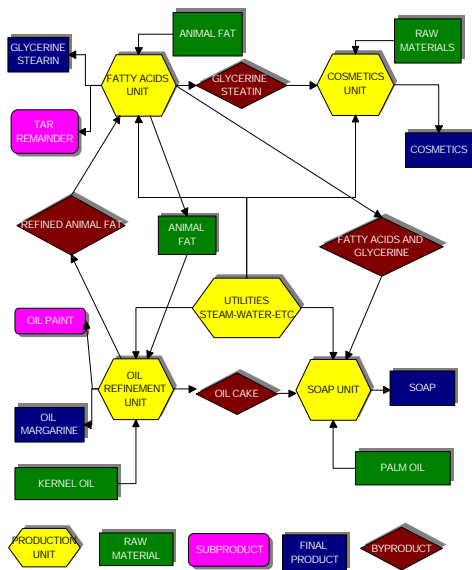 ANIMAL FAT
RAW
MATERIALS
GLYCERINE
STEARIN
FATTY ACIDS
UNIT
GLYCERINE
STEATIN
COSMETICS
UNIT
TAR
REMAINDER
COSMETICS
REFINED ANIMAL FAT
ANIMAL
FAT
FATTY ACIDS AND
GLYCERINE
UTILITIES
STEAM-WATER-ETC
OIL PAINT
OIL
REFINEMENT
UNIT
OIL CAKE
SOAP UNIT
SOAP
OIL
MARGARINE
KERNEL OIL
PALM OIL
PRODUCTION
UNIT
RAW
MATERIAL
SUBPRODUCT
FINAL
PRODUCT
BYPRODUCT